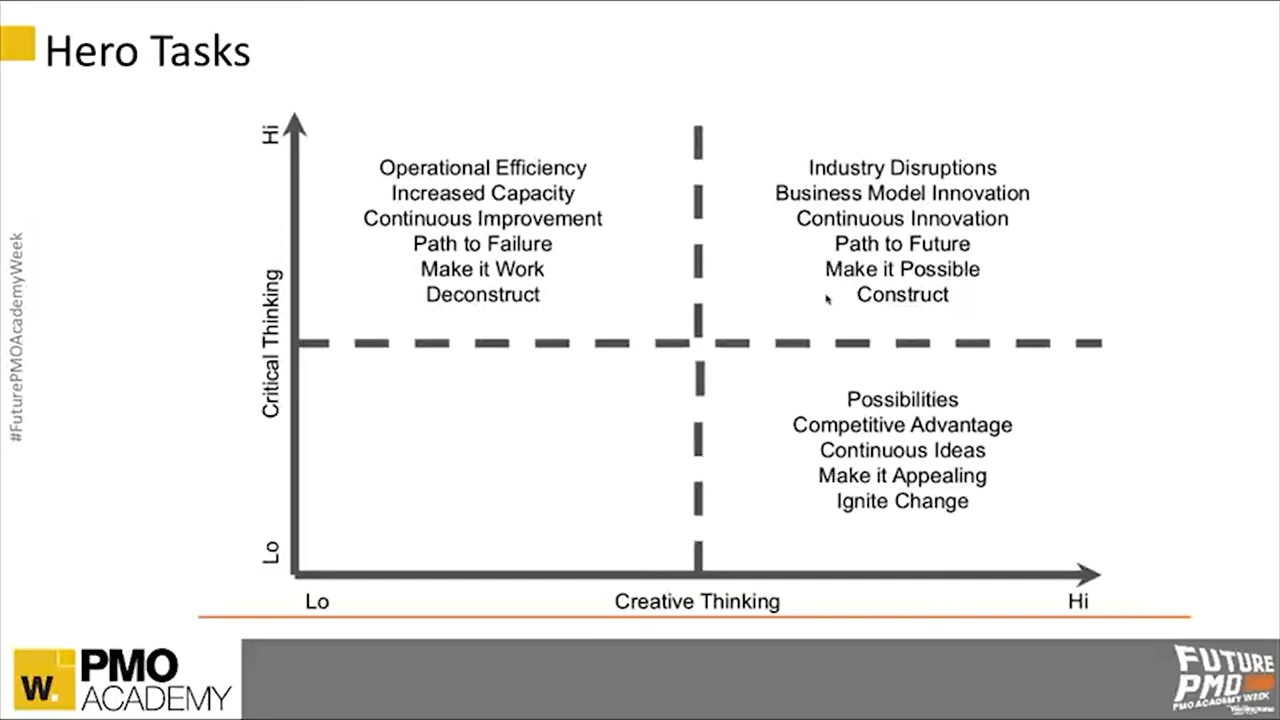 Hero Tasks
#FuturePMOAcademyWeek
Hi
Critical Thinking
Lo
Operational Efficiency
Increased Capacity
Continuous Improvement
Path to Failure
Make it Work
Deconstruct
Industry Disruptions
Business Model Innovation
Continuous Innovation
Path to Future
Make it Possible
Construct
Possibilities
Competitive Advantage
Continuous Ideas
Make it Appealing
Ignite Change
Lo
Creative Thinking
Hi
w.
PMO
ACADEMY
FUTURE
PMO
PMO ACADEMY WEEK